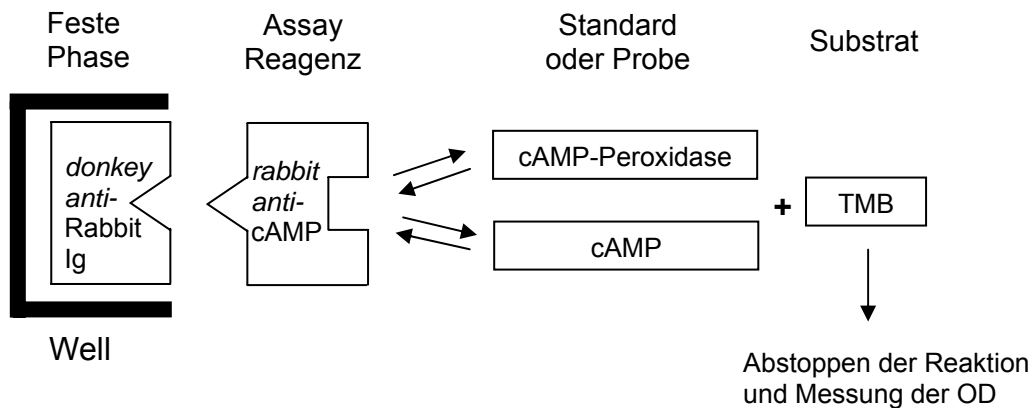 Feste
Phase
Assay
Reagenz
Standard
oder Probe
Substrat
donkey
anti-
Rabbit
Ig
rabbit
anti-
cAMP
cAMP-Peroxidase
cAMP
+
TMB
Well
Abstoppen der Reaktion
und Messung der OD